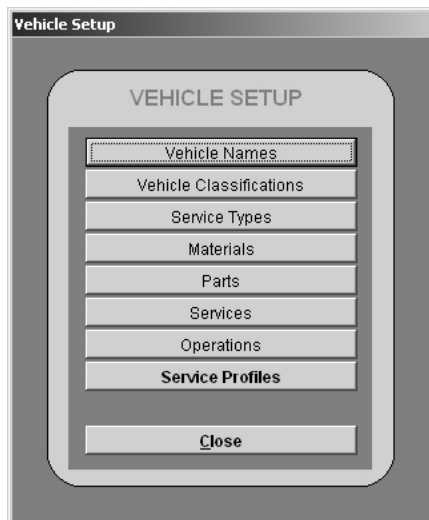 Vehicle Setup
VEHICLE SETUP
Vehicle Names
Vehicle Classifications
Service Types
Materials
Parts
Services
Operations
Service Profiles
Close